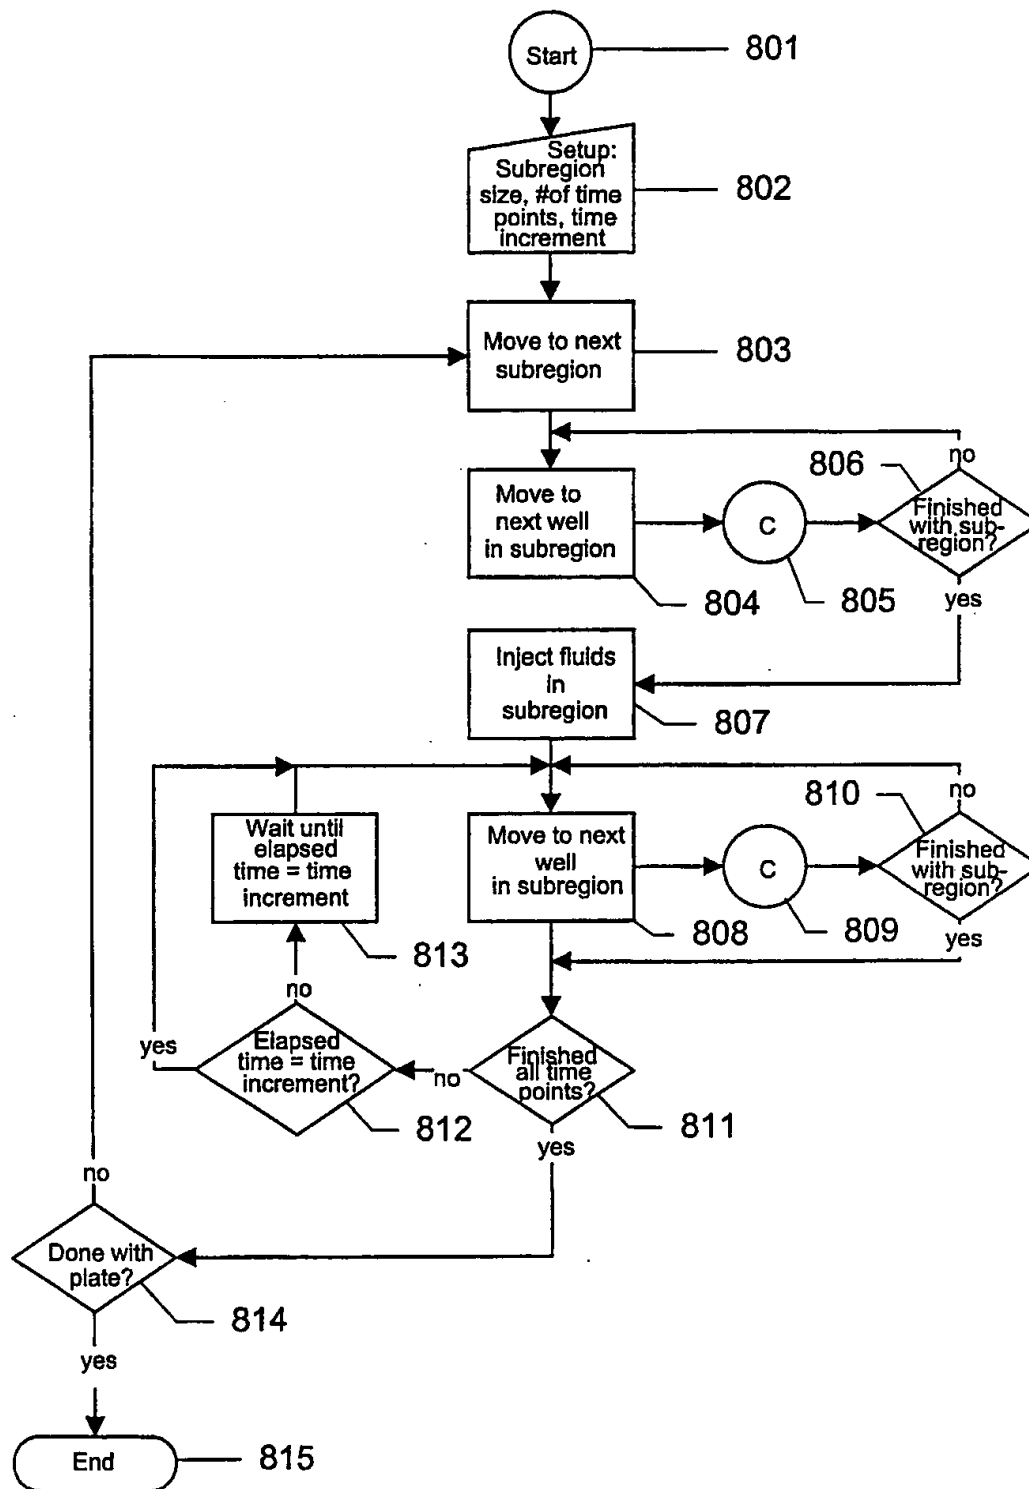 Start
801
Setup:
Subregion
size, #of time
points, time
increment
802
Move to next
subregion
803
no
806
Move to
next well
in subregion
C
Finished
with sub-
region?
804
805
yes
Inject fluids
in
subregion
807
no
810
Wait until
elapsed
time = time
increment
Move to next
well
in subregion
C
Finished
with sub-
region?
813
808
809
yes
no
yes
Elapsed
time = time
increment?
no
Finished
all time
points?
812
811
yes
no
Done with
plate?
814
yes
End
815